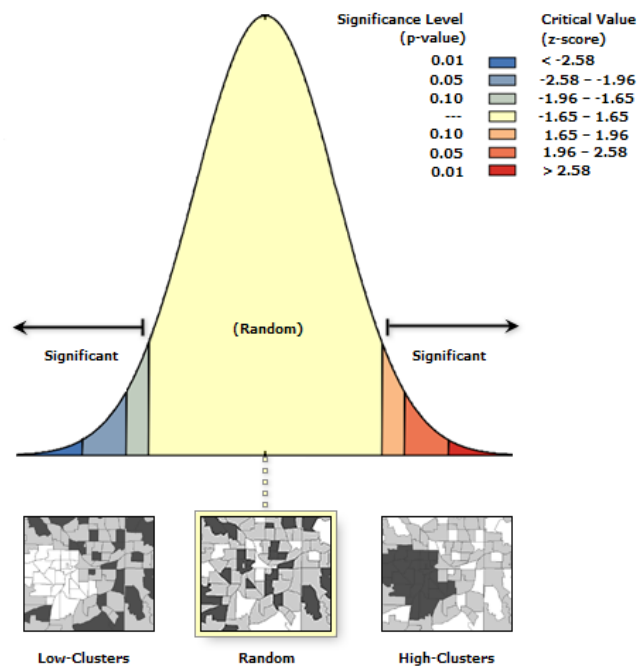 Significance Level Critical Value
(p-value) (z-score)
0.01 < -2.58
0.05 -2.58 – -1.96
0.10 -1.96 – -1.65
--- -1.65 – 1.65
0.10 1.65 – 1.96
0.05 1.96 – 2.58
0.01 > 2.58
(Random)
Significant Significant
Low-Clusters Random High-Clusters